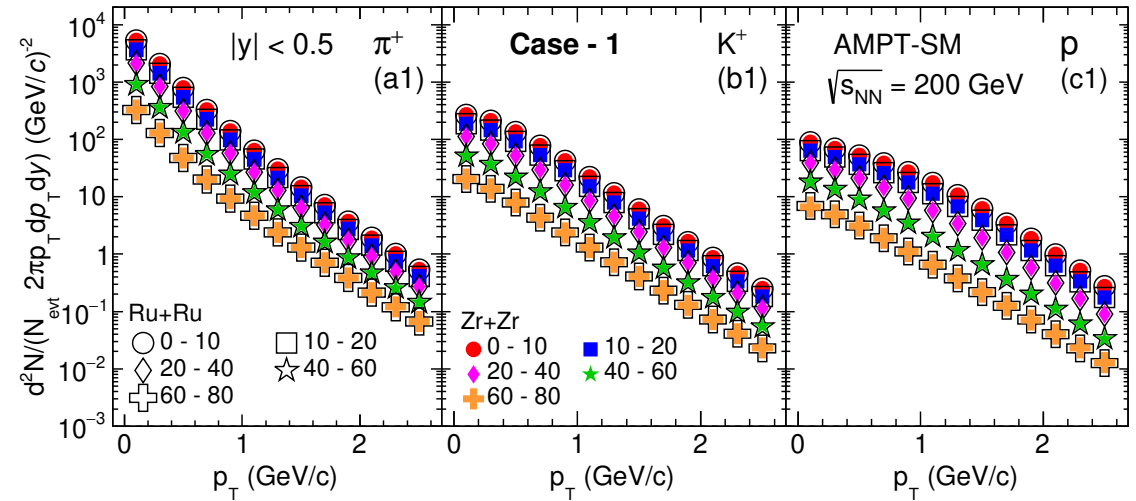 d²N/(N_evt 2πp_T dp_T dy) (GeV/c)⁻²
10⁴
10³
10²
10
1
10⁻¹
10⁻²
10⁻³
|y| < 0.5 π⁺
(a1)
Ru+Ru
0 - 10 10 - 20
20 - 40 40 - 60
60 - 80
0 1 2
p_T (GeV/c)
Case - 1 K⁺
(b1)
Zr+Zr
0 - 10 10 - 20
20 - 40 40 - 60
60 - 80
0 1 2
p_T (GeV/c)
AMPT-SM p
√s_NN = 200 GeV (c1)
0 1 2
p_T (GeV/c)